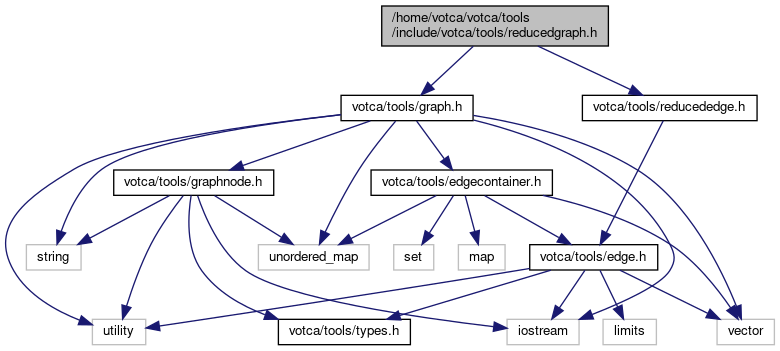 /home/votca/votca/tools
/include/votca/tools/reducedgraph.h
votca/tools/graph.h
votca/tools/reducededge.h
votca/tools/graphnode.h
votca/tools/edgecontainer.h
string
unordered_map
set
map
votca/tools/edge.h
utility
votca/tools/types.h
iostream
limits
vector